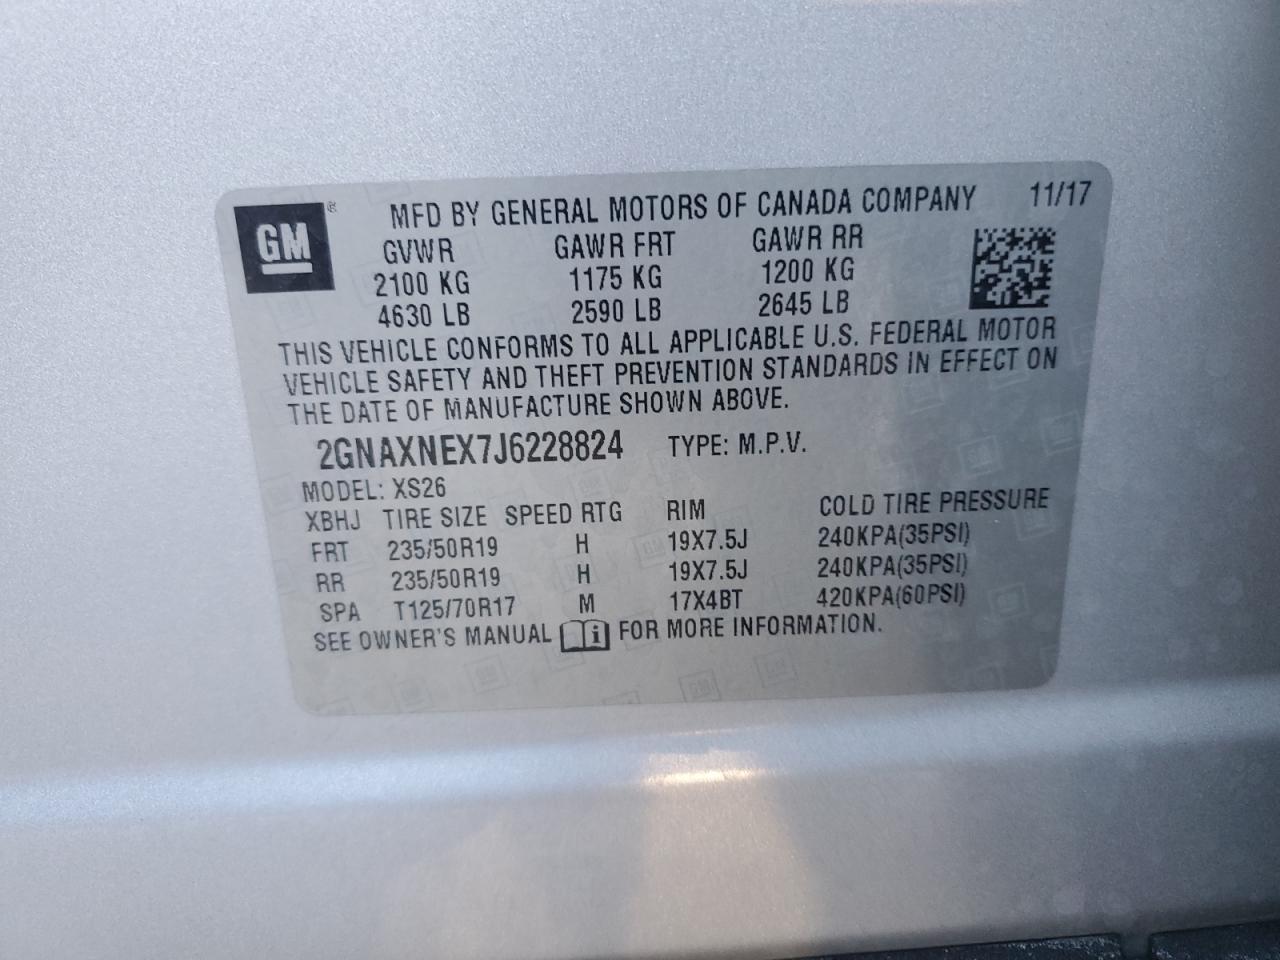 GM ® MFD BY GENERAL MOTORS OF CANADA COMPANY 11/17
GVWR GAWR FRT GAWR RR
2100 KG 1175 KG 1200 KG
4630 LB 2590 LB 2645 LB
THIS VEHICLE CONFORMS TO ALL APPLICABLE U.S. FEDERAL MOTOR
VEHICLE SAFETY AND THEFT PREVENTION STANDARDS IN EFFECT ON
THE DATE OF MANUFACTURE SHOWN ABOVE.
2GNAXNEX7J6228824 TYPE: M.P.V.
MODEL: XS26
XBHJ TIRE SIZE SPEED RTG RIM COLD TIRE PRESSURE
FRT 235/50R19 H 19X7.5J 240KPA(35PSI)
RR 235/50R19 H 19X7.5J 240KPA(35PSI)
SPA T125/70R17 M 17X4BT 420KPA(60PSI)
SEE OWNER'S MANUAL i FOR MORE INFORMATION.